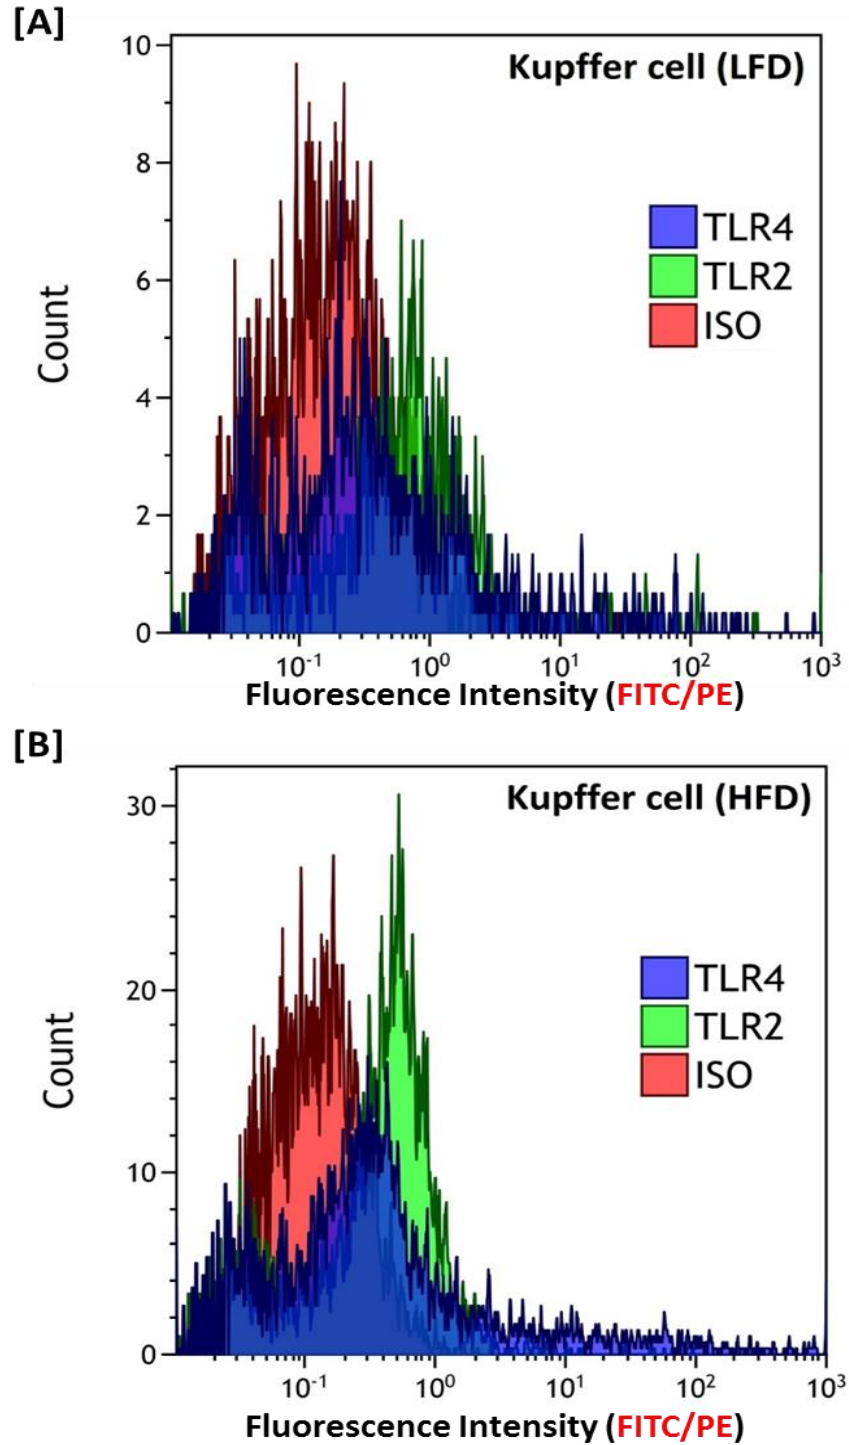 [A]
Kupffer cell (LFD)
10
8
6
4
2
0
Count
TLR4
TLR2
ISO
10⁻¹ 10⁰ 10¹ 10² 10³
Fluorescence Intensity (FITC/PE)
[B]
Kupffer cell (HFD)
30
20
10
0
Count
TLR4
TLR2
ISO
10⁻¹ 10⁰ 10¹ 10² 10³
Fluorescence Intensity (FITC/PE)